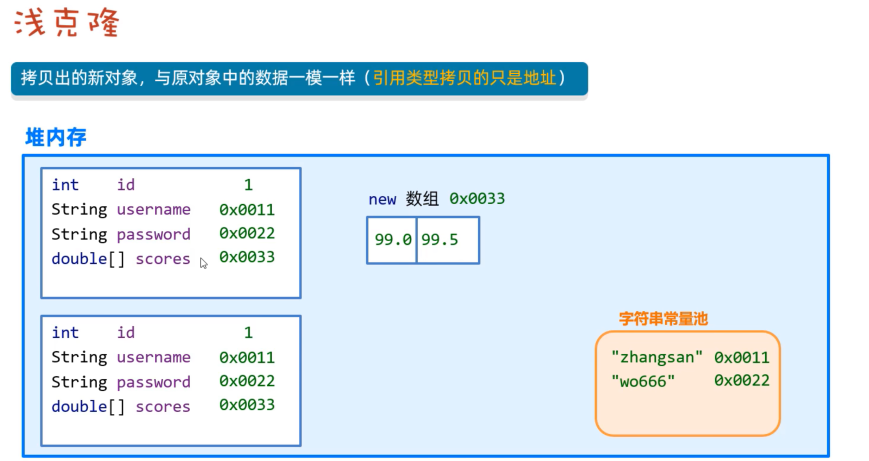 浅克隆
拷贝出的新对象，与原对象中的数据一模一样（引用类型拷贝的只是地址）
堆内存
int id 1
String username 0x0011
String password 0x0022
double[] scores 0x0033
new 数组 0x0033
99.0 99.5
int id 1
String username 0x0011
String password 0x0022
double[] scores 0x0033
字符串常量池
"zhangsan" 0x0011
"wo666" 0x0022